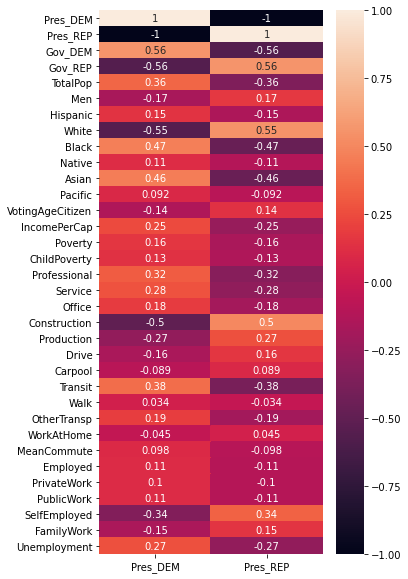 Pres_DEM 1 -1
Pres_REP -1 1
Gov_DEM 0.56 -0.56
Gov_REP -0.56 0.56
TotalPop 0.36 -0.36
Men -0.17 0.17
Hispanic 0.15 -0.15
White -0.55 0.55
Black 0.47 -0.47
Native 0.11 -0.11
Asian 0.46 -0.46
Pacific 0.092 -0.092
VotingAgeCitizen -0.14 0.14
IncomePerCap 0.25 -0.25
Poverty 0.16 -0.16
ChildPoverty 0.13 -0.13
Professional 0.32 -0.32
Service 0.28 -0.28
Office 0.18 -0.18
Construction -0.5 0.5
Production -0.27 0.27
Drive -0.16 0.16
Carpool -0.089 0.089
Transit 0.38 -0.38
Walk 0.034 -0.034
OtherTransp 0.19 -0.19
WorkAtHome -0.045 0.045
MeanCommute 0.098 -0.098
Employed 0.11 -0.11
PrivateWork 0.1 -0.1
PublicWork 0.11 -0.11
SelfEmployed -0.34 0.34
FamilyWork -0.15 0.15
Unemployment 0.27 -0.27
Pres_DEM Pres_REP
1.00
0.75
0.50
0.25
0.00
−0.25
−0.50
−0.75
−1.00